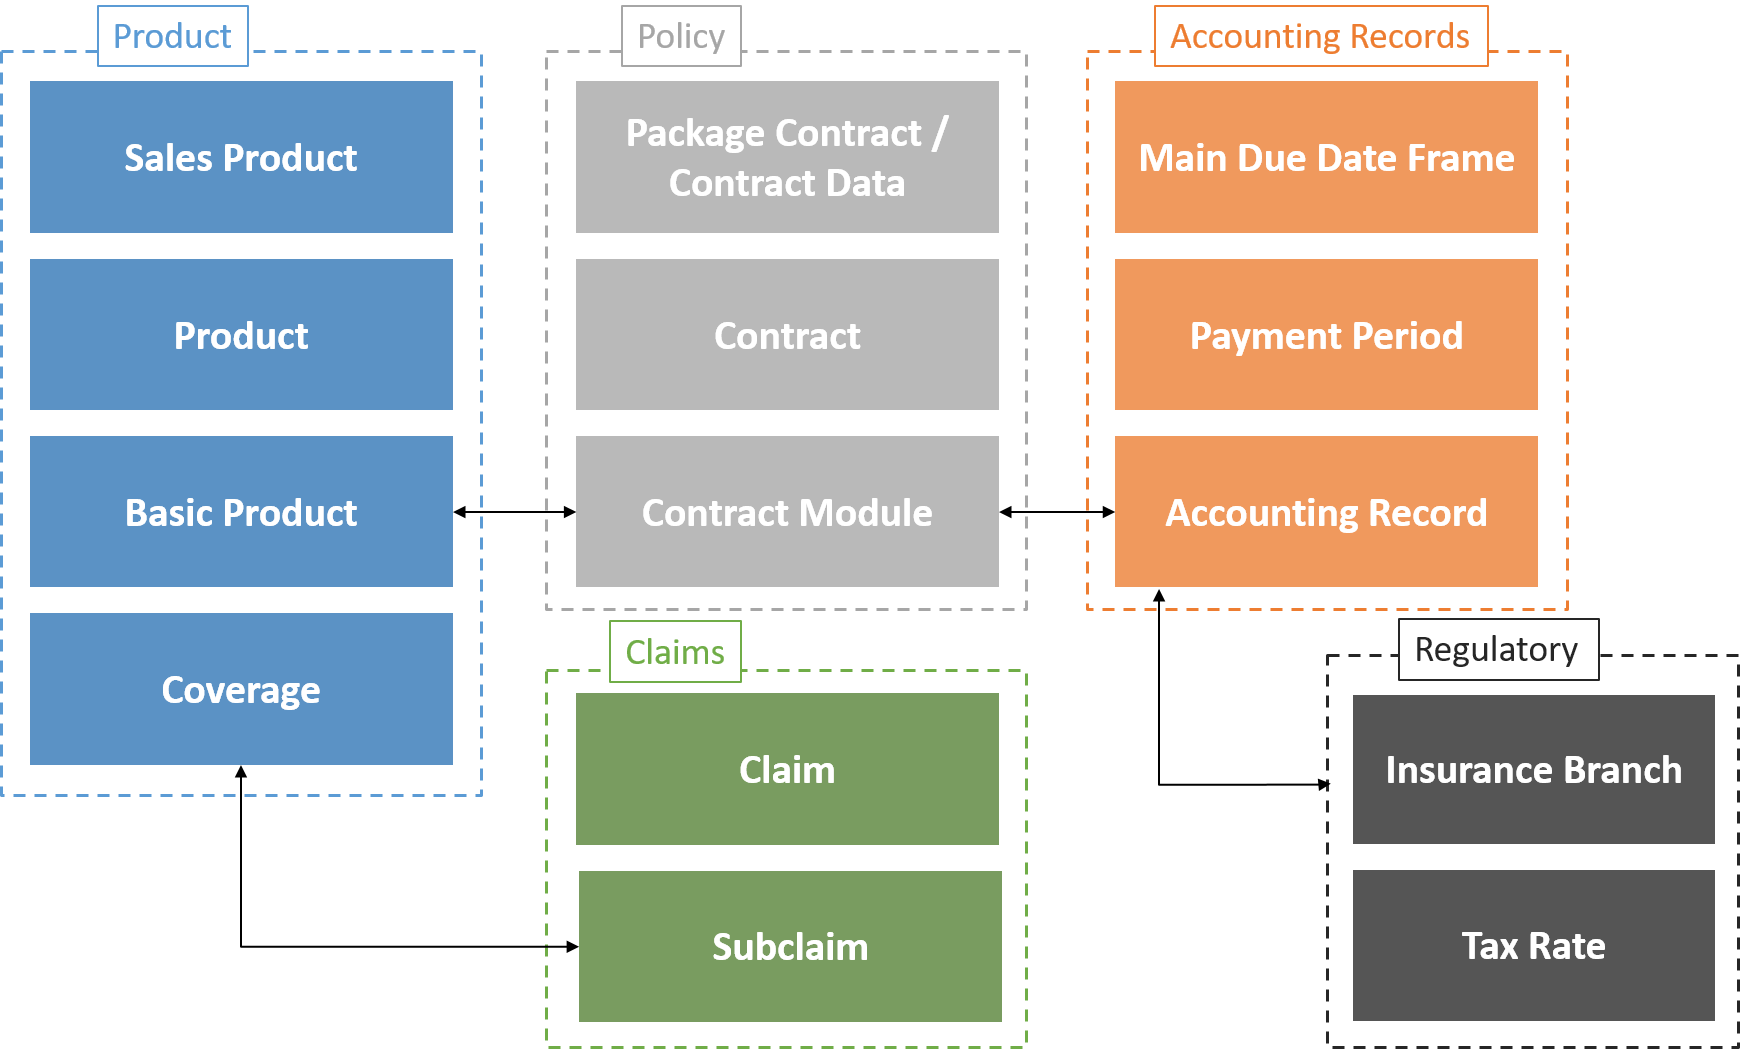 Product
Sales Product
Product
Basic Product
Coverage
Policy
Package Contract /
Contract Data
Contract
Contract Module
Accounting Records
Main Due Date Frame
Payment Period
Accounting Record
Claims
Claim
Subclaim
Regulatory
Insurance Branch
Tax Rate